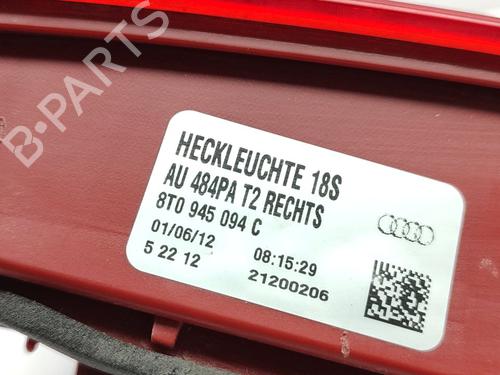 B-PARTS
HECKLEUCHTE 18S
AU 484PA T2 RECHTS
8T0 945 094 C
01/06/12 08:15:29
5 22 12 21200206